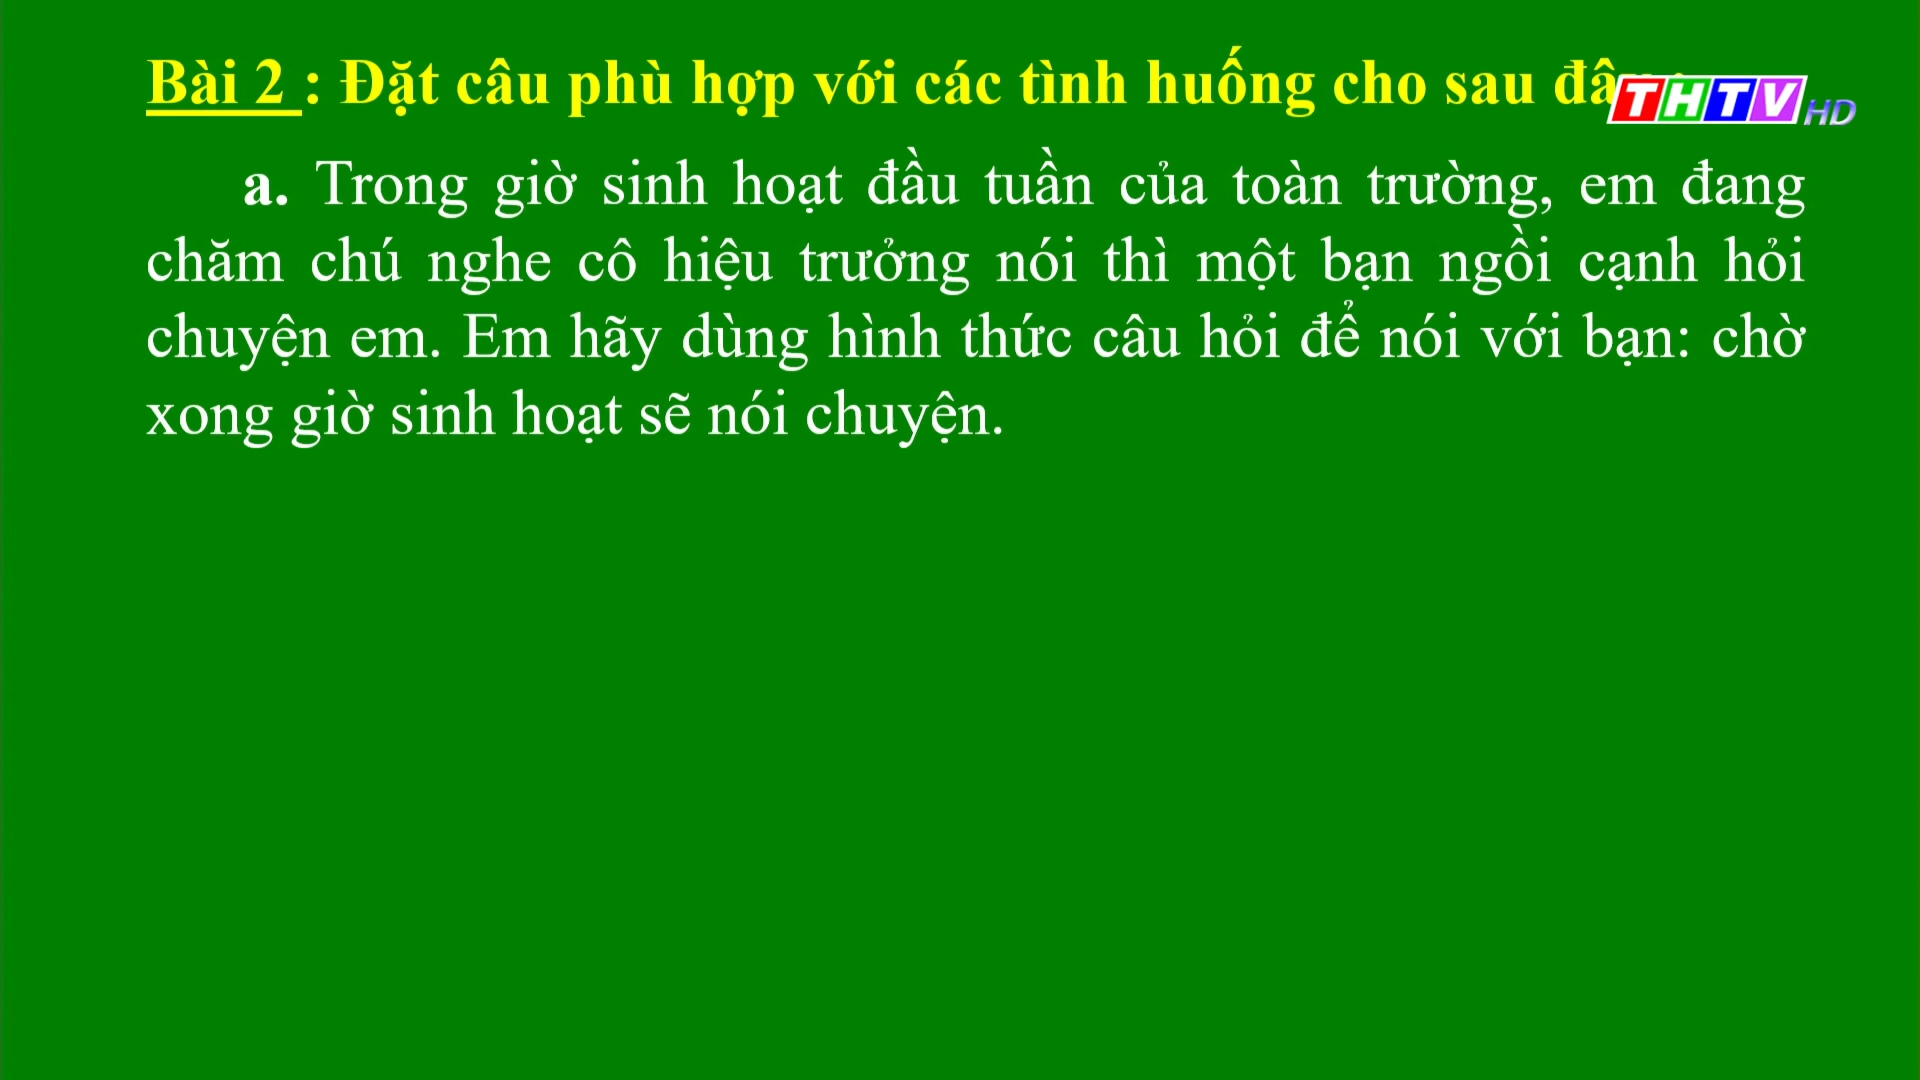 Bài 2 : Đặt câu phù hợp với các tình huống cho sau
THTV HD
a. Trong giờ sinh hoạt đầu tuần của toàn trường, em đang
chăm chú nghe cô hiệu trưởng nói thì một bạn ngồi cạnh hỏi
chuyện em. Em hãy dùng hình thức câu hỏi để nói với bạn: chờ
xong giờ sinh hoạt sẽ nói chuyện.